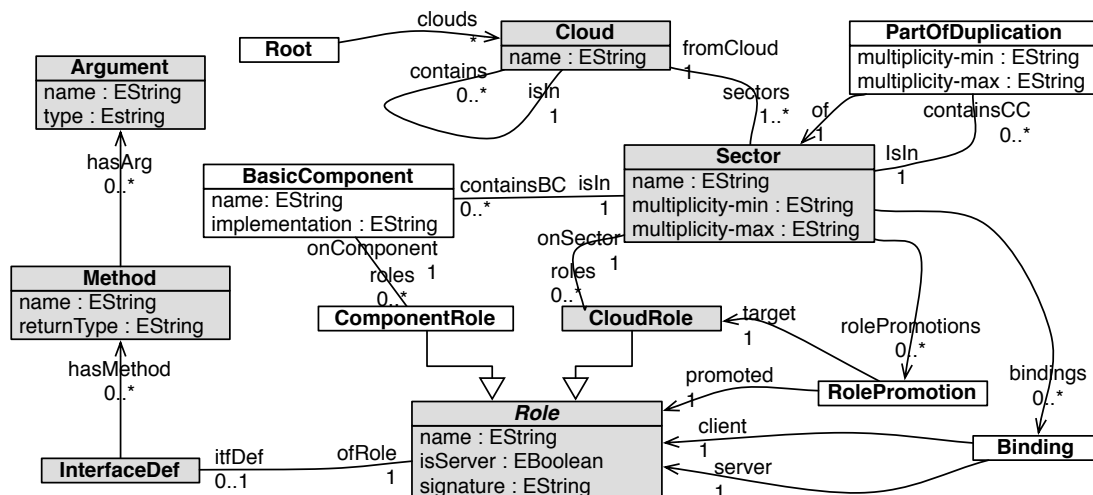 clouds
*
Root
Cloud
name : EString
contains
0..*
isIn
1
fromCloud
1
sectors
1..*
PartOfDuplication
multiplicity-min : EString
multiplicity-max : EString
of
1
containsCC
0..*
IsIn
1
Argument
name : EString
type : Estring
hasArg
0..*
BasicComponent
name: EString
implementation : EString
containsBC
0..*
isIn
1
Sector
name : EString
multiplicity-min : EString
multiplicity-max : EString
onComponent
1
roles
0..*
onSector
1
roles
0..*
Method
name : EString
returnType : EString
hasMethod
0..*
ComponentRole
CloudRole
target
1
rolePromotions
0..*
bindings
0..*
promoted
1
RolePromotion
Role
name : EString
isServer : EBoolean
signature : EString
client
1
server
1
Binding
InterfaceDef
itfDef
0..1
ofRole
1